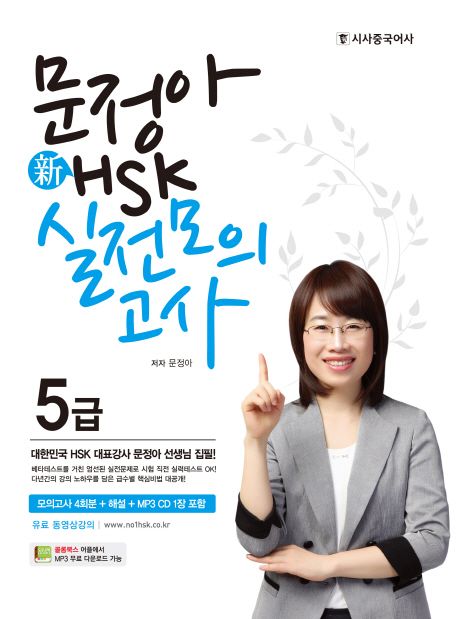 시사중국어사
문정아
新 HSK
실전모의
고사
저자 문정아
5급
대한민국 HSK 대표강사 문정아 선생님 집필!
베타테스트를 거친 엄선된 실전문제로 시험 직전 실력테스트 OK!
다년간의 강의 노하우를 담은 급수별 핵심비법 대공개!
모의고사 4회분 + 해설 + MP3 CD 1장 포함
유료 동영상강의 | www.no1hsk.co.kr
콜롬북스 어플에서
MP3 무료 다운로드 가능